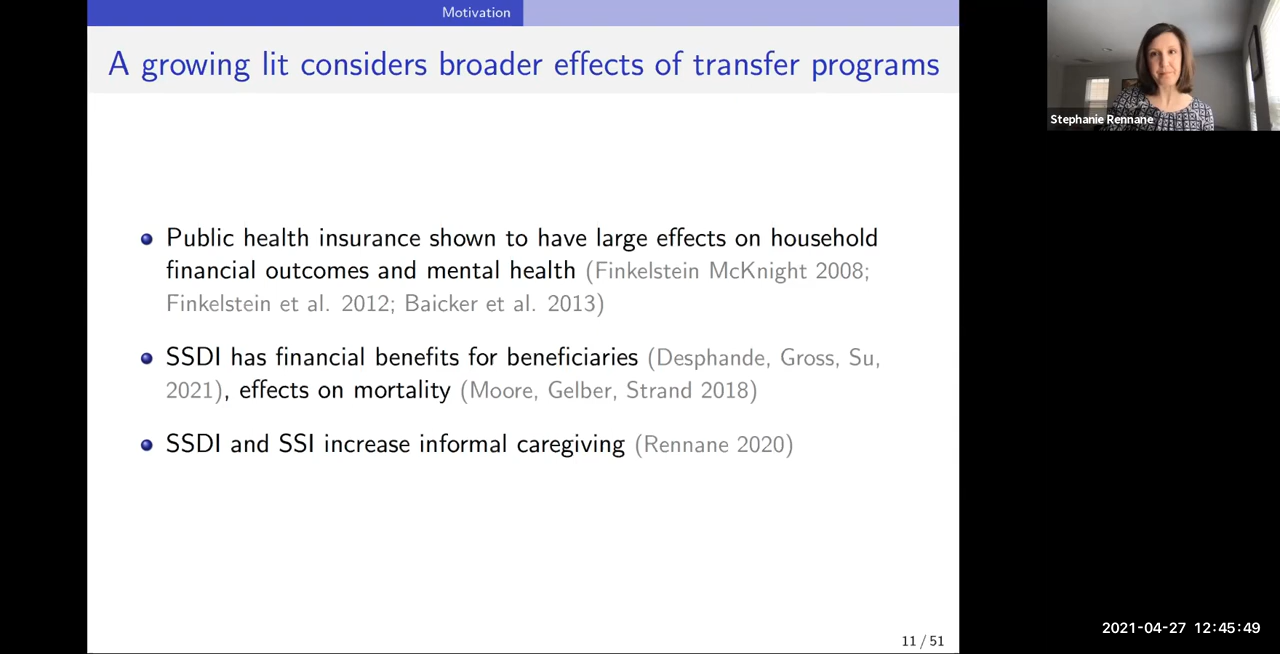 Motivation
A growing lit considers broader effects of transfer programs
Public health insurance shown to have large effects on household
financial outcomes and mental health (Finkelstein McKnight 2008;
Finkelstein et al. 2012; Baicker et al. 2013)
SSDI has financial benefits for beneficiaries (Desphande, Gross, Su,
2021), effects on mortality (Moore, Gelber, Strand 2018)
SSDI and SSI increase informal caregiving (Rennane 2020)
11 / 51
Stephanie Rennane
2021-04-27 12:45:49